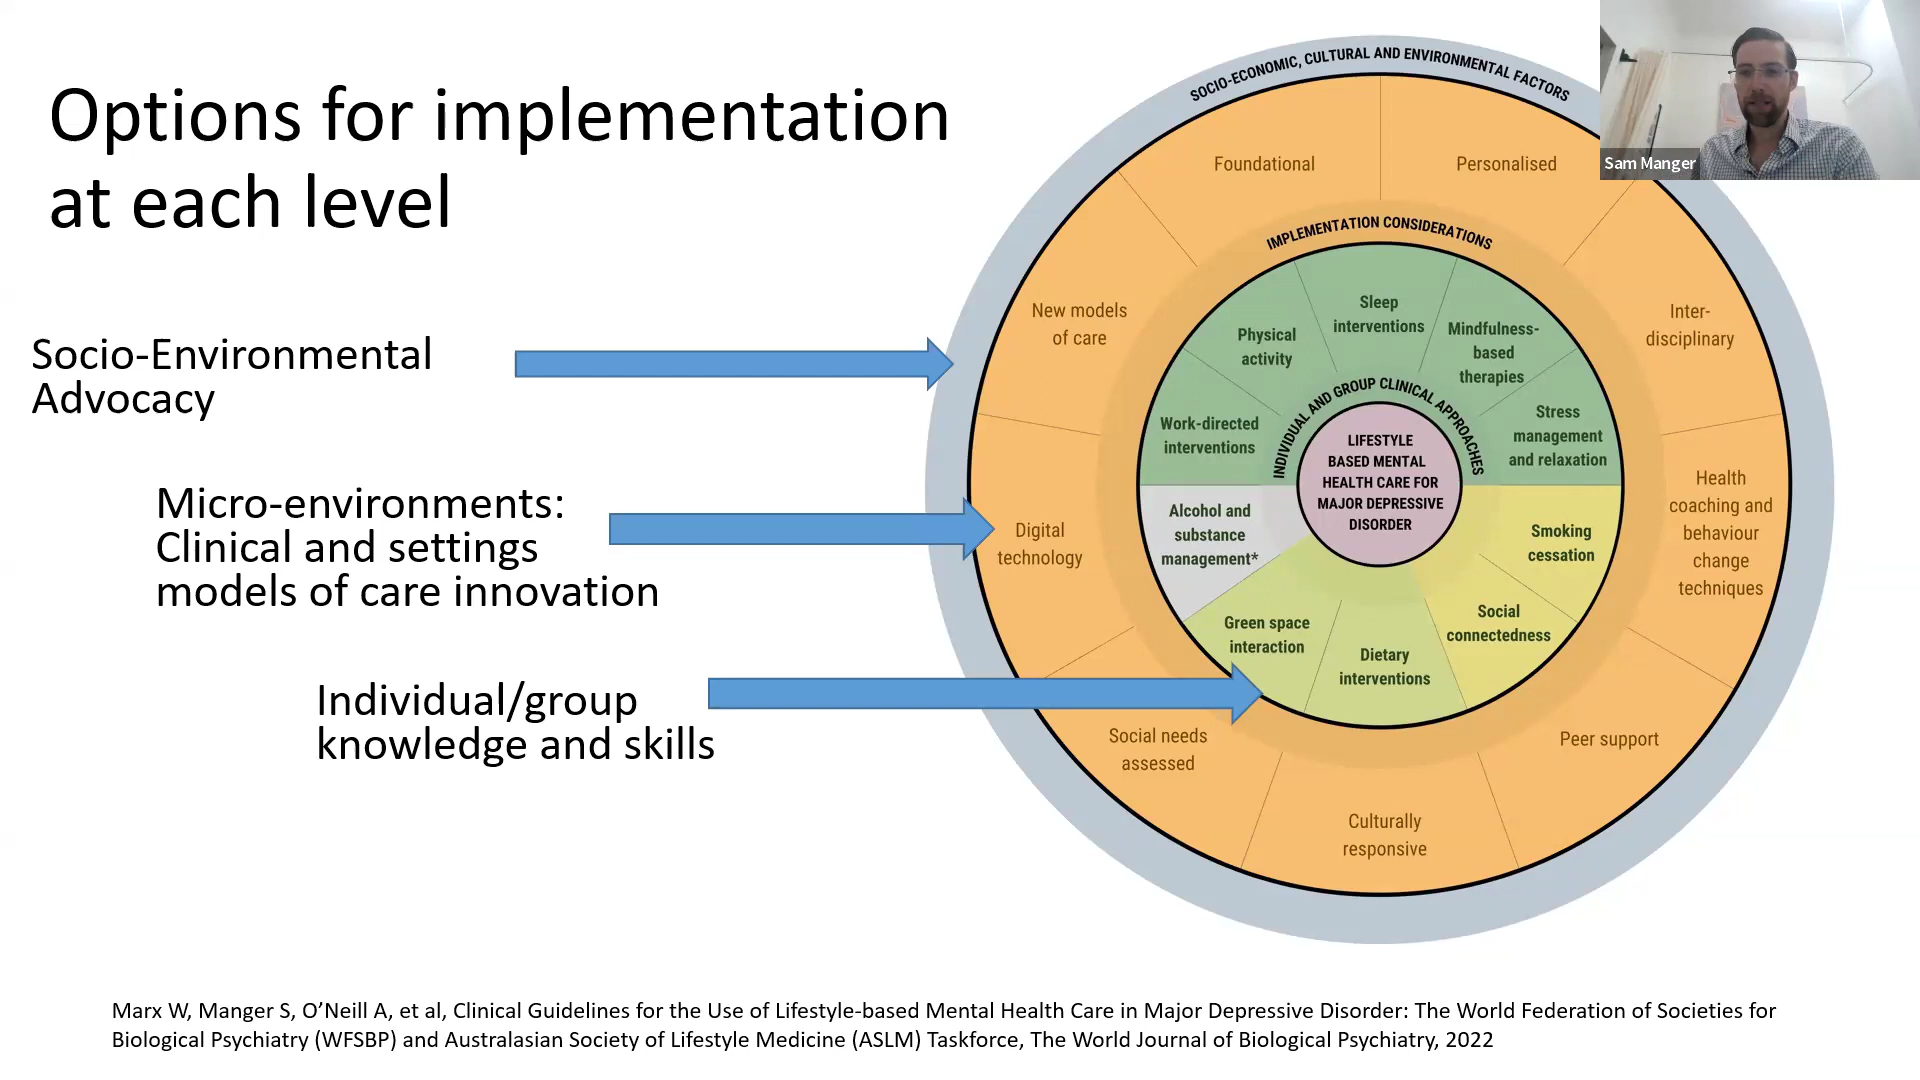 Options for implementation
at each level
Socio-Environmental
Advocacy
Micro-environments:
Clinical and settings
models of care innovation
Individual/group
knowledge and skills
SOCIO-ECONOMIC, CULTURAL AND ENVIRONMENTAL FACTORS
Foundational
Personalised
New models
of care
Inter-
disciplinary
Digital
technology
Health
coaching and
behaviour
change
techniques
Social needs
assessed
Peer support
Culturally
responsive
IMPLEMENTATION CONSIDERATIONS
Sleep
interventions
Physical
activity
Mindfulness-
based
therapies
Work-directed
interventions
Stress
management
and relaxation
Alcohol and
substance
management*
Smoking
cessation
Green space
interaction
Social
connectedness
Dietary
interventions
INDIVIDUAL AND GROUP CLINICAL APPROACHES
LIFESTYLE
BASED MENTAL
HEALTH CARE FOR
MAJOR DEPRESSIVE
DISORDER
Sam Manger
Marx W, Manger S, O’Neill A, et al, Clinical Guidelines for the Use of Lifestyle-based Mental Health Care in Major Depressive Disorder: The World Federation of Societies for
Biological Psychiatry (WFSBP) and Australasian Society of Lifestyle Medicine (ASLM) Taskforce, The World Journal of Biological Psychiatry, 2022